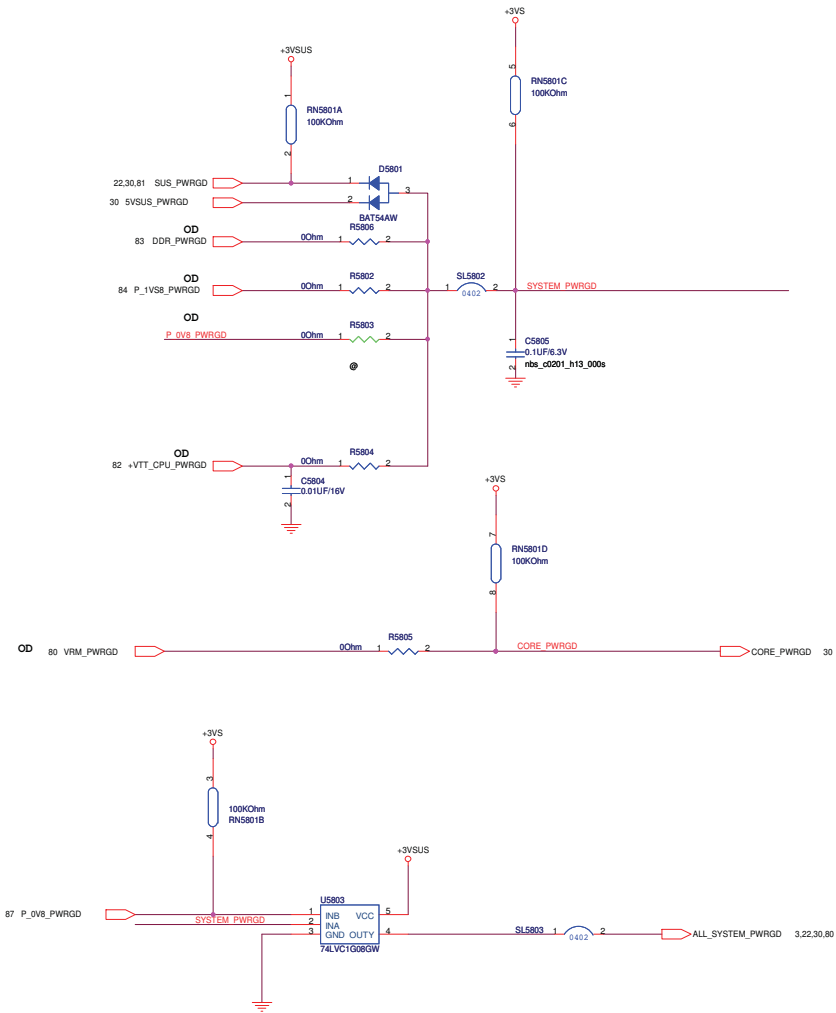 +3VS
5
RN5801C
100KOhm
6
+3VSUS
1
RN5801A
100KOhm
2
22,30,81 SUS_PWRGD
1
D5801
3
30 5VSUS_PWRGD
2
BAT54AW
OD
83 DDR_PWRGD
0Ohm
1
R5806
2
OD
84 P_1VS8_PWRGD
0Ohm
1
R5802
2
1
SL5802
0402
2
SYSTEM_PWRGD
OD
P_0V8_PWRGD
0Ohm
1
R5803
2
@
1
C5805
0.1UF/6.3V
2
nbs_c0201_h13_000s
OD
82 +VTT_CPU_PWRGD
0Ohm
1
R5804
2
1
C5804
0.01UF/16V
2
+3VS
7
RN5801D
100KOhm
8
OD 80 VRM_PWRGD
0Ohm
1
R5805
2
CORE_PWRGD
CORE_PWRGD 30
+3VS
3
100KOhm
RN5801B
4
+3VSUS
87 P_0V8_PWRGD
SYSTEM_PWRGD
U5803
1 INB VCC 5
2 INA
3 GND OUTY 4
74LVC1G08GW
SL5803 1
0402
2
ALL_SYSTEM_PWRGD 3,22,30,80